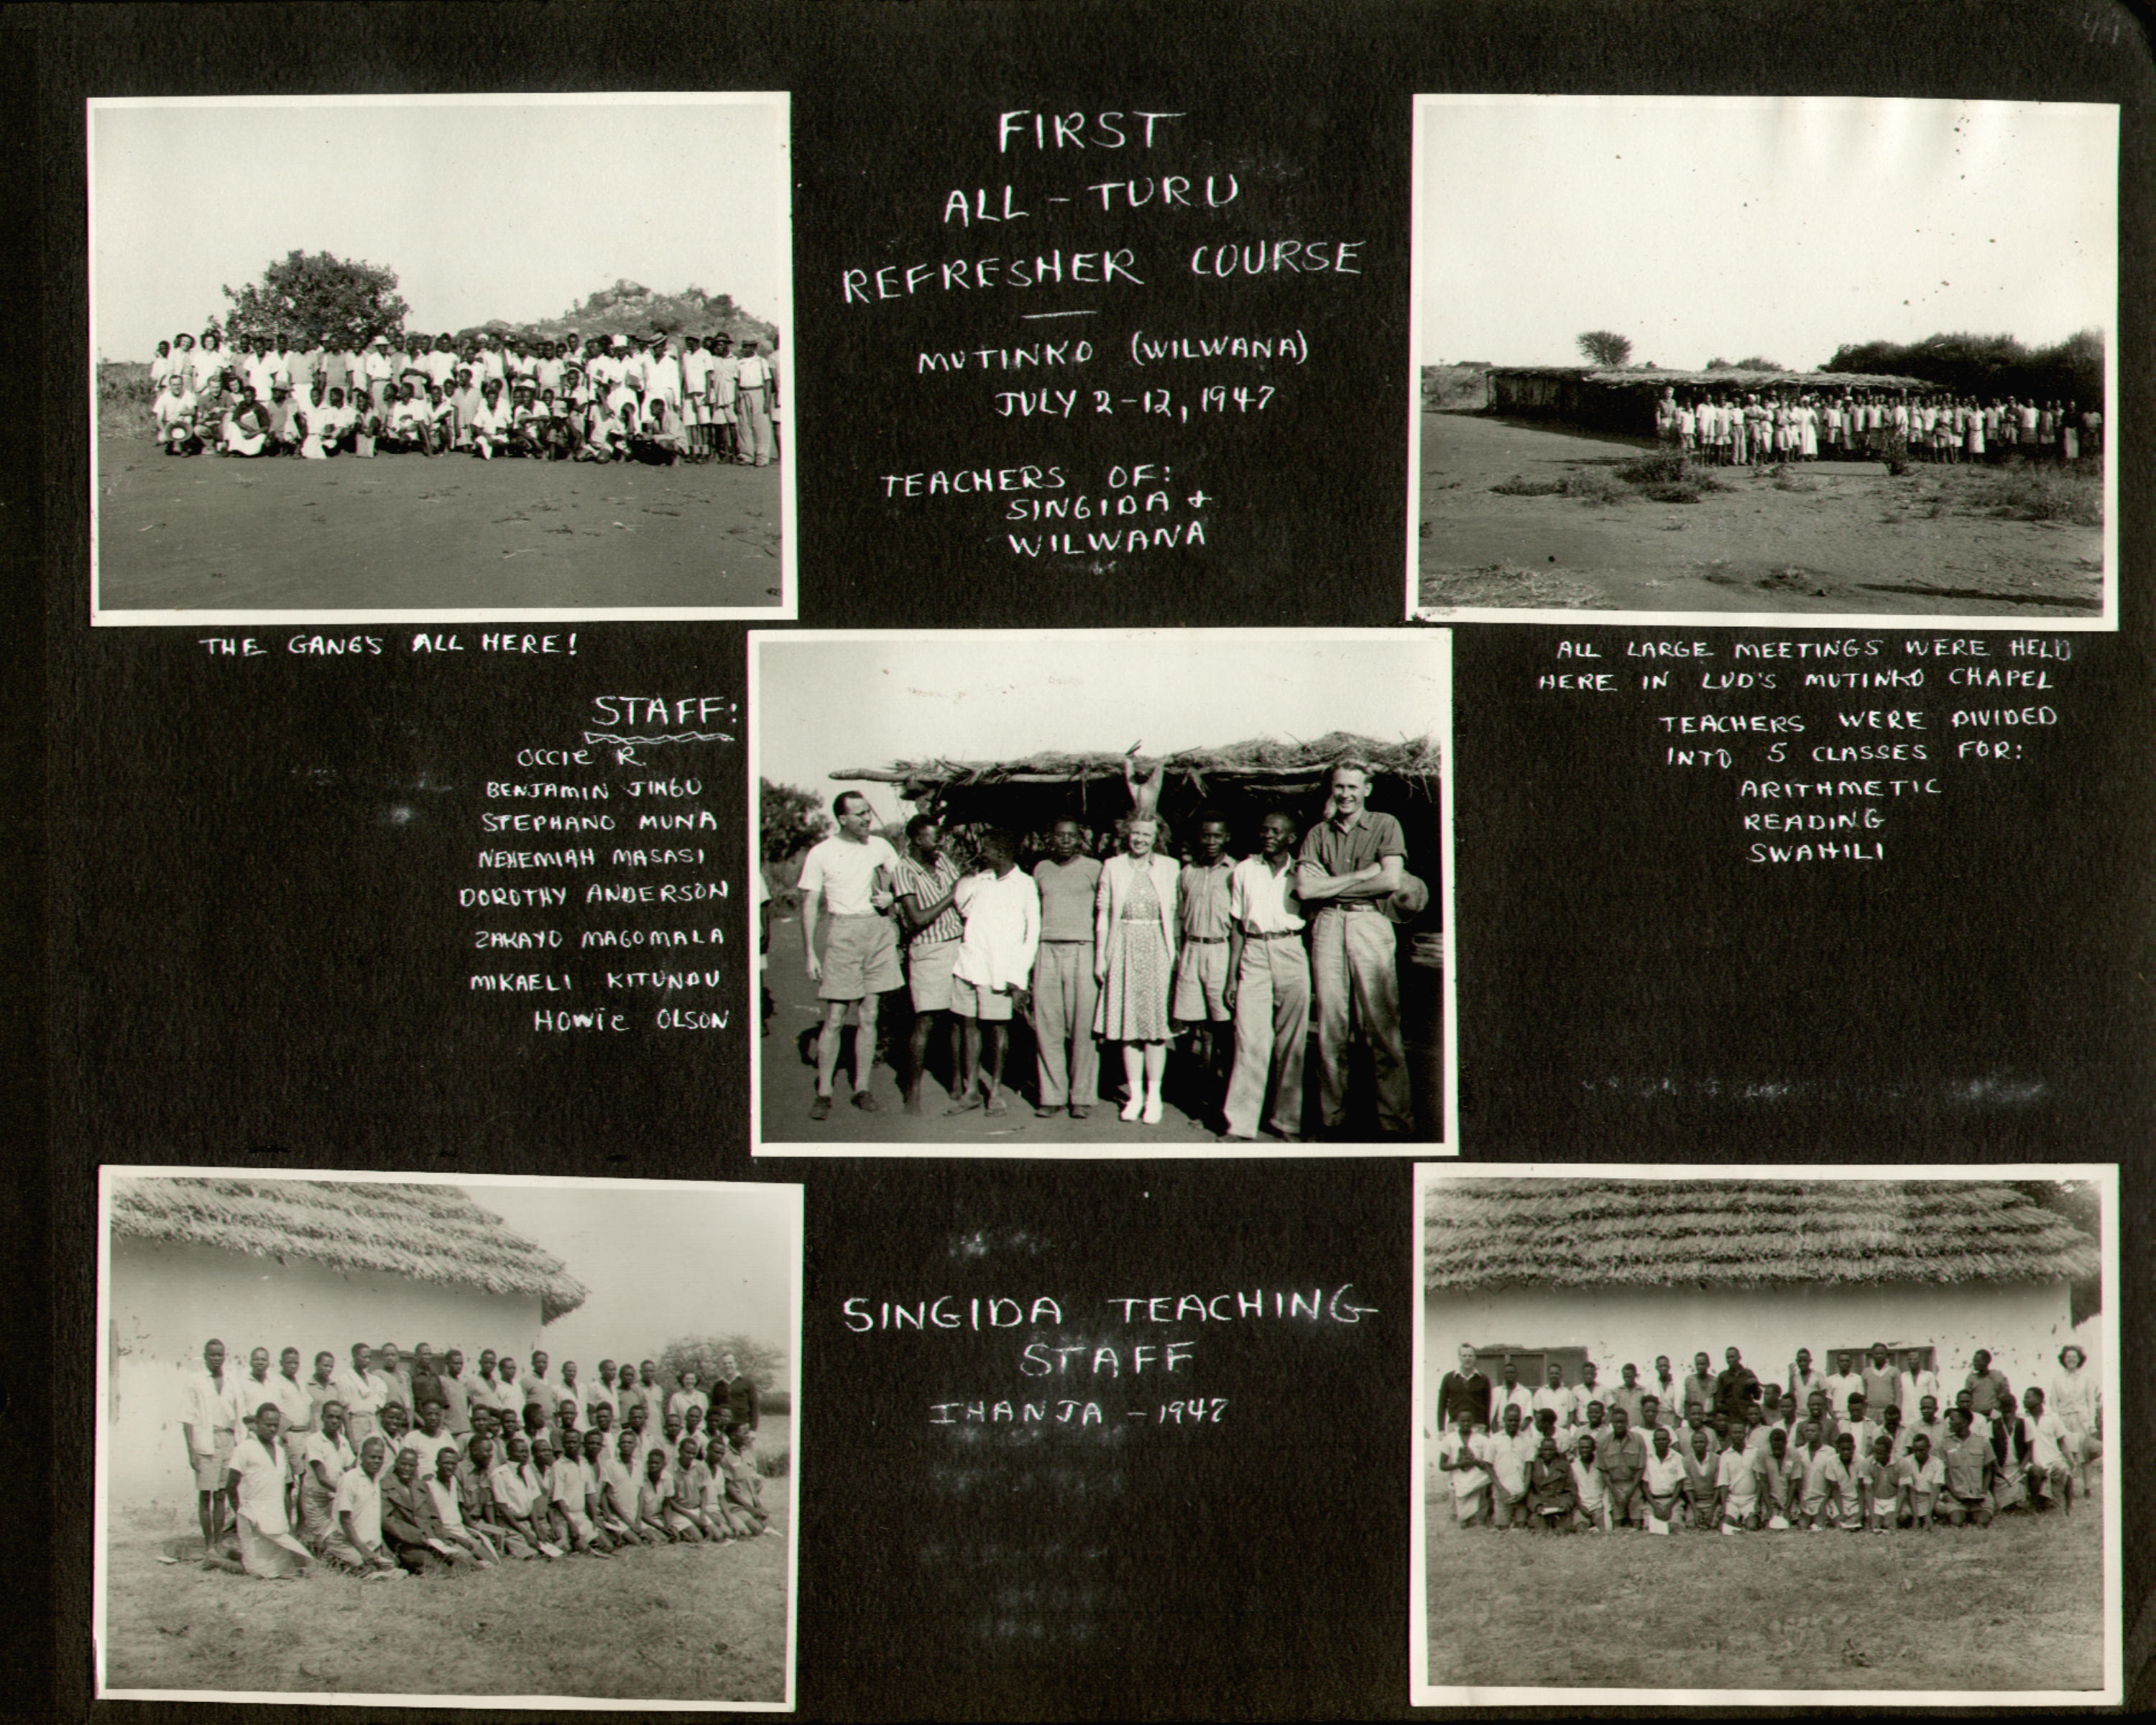 41
FIRST
ALL - TURU
REFRESHER COURSE
MUTINKO (WILWANA)
JULY 2-12, 1947
TEACHERS OF:
SINGIDA &
WILWANA
THE GANG'S ALL HERE!
ALL LARGE MEETINGS WERE HELD
HERE IN LUD'S MUTINKO CHAPEL
TEACHERS WERE DIVIDED
INTO 5 CLASSES FOR:
ARITHMETIC
READING
SWAHILI
STAFF:
OCCIE R.
BENJAMIN JINGU
STEPHANO MUNA
NEHEMIAH MASASI
DOROTHY ANDERSON
ZAKAYO MAGOMALA
MIKAELI KITUNDU
HOWIE OLSON
SINGIDA TEACHING
STAFF
IHANJA - 1947